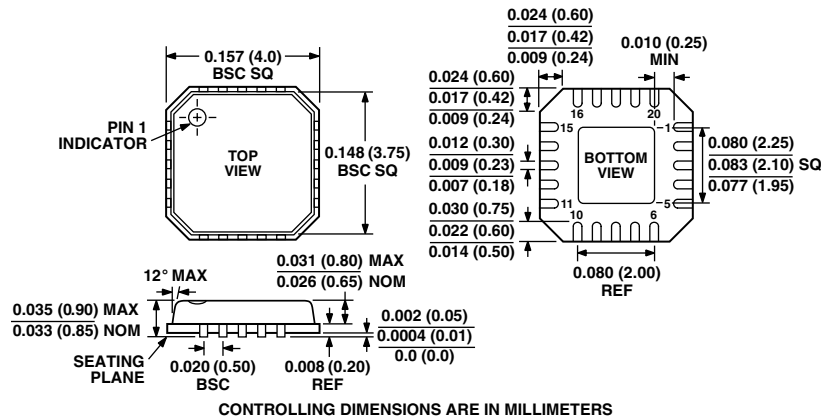 0.157 (4.0)
BSC SQ
PIN 1
INDICATOR
TOP
VIEW
0.148 (3.75)
BSC SQ
0.024 (0.60)
0.017 (0.42)
0.009 (0.24)
0.010 (0.25)
MIN
0.024 (0.60)
0.017 (0.42)
0.009 (0.24)
0.012 (0.30)
0.009 (0.23)
0.007 (0.18)
0.030 (0.75)
0.022 (0.60)
0.014 (0.50)
16
20
15
1
BOTTOM
VIEW
11
5
10
6
0.080 (2.25)
0.083 (2.10) SQ
0.077 (1.95)
0.080 (2.00)
REF
12° MAX
0.031 (0.80) MAX
0.026 (0.65) NOM
0.035 (0.90) MAX
0.033 (0.85) NOM
SEATING
PLANE
0.020 (0.50)
BSC
0.008 (0.20)
REF
0.002 (0.05)
0.0004 (0.01)
0.0 (0.0)
CONTROLLING DIMENSIONS ARE IN MILLIMETERS